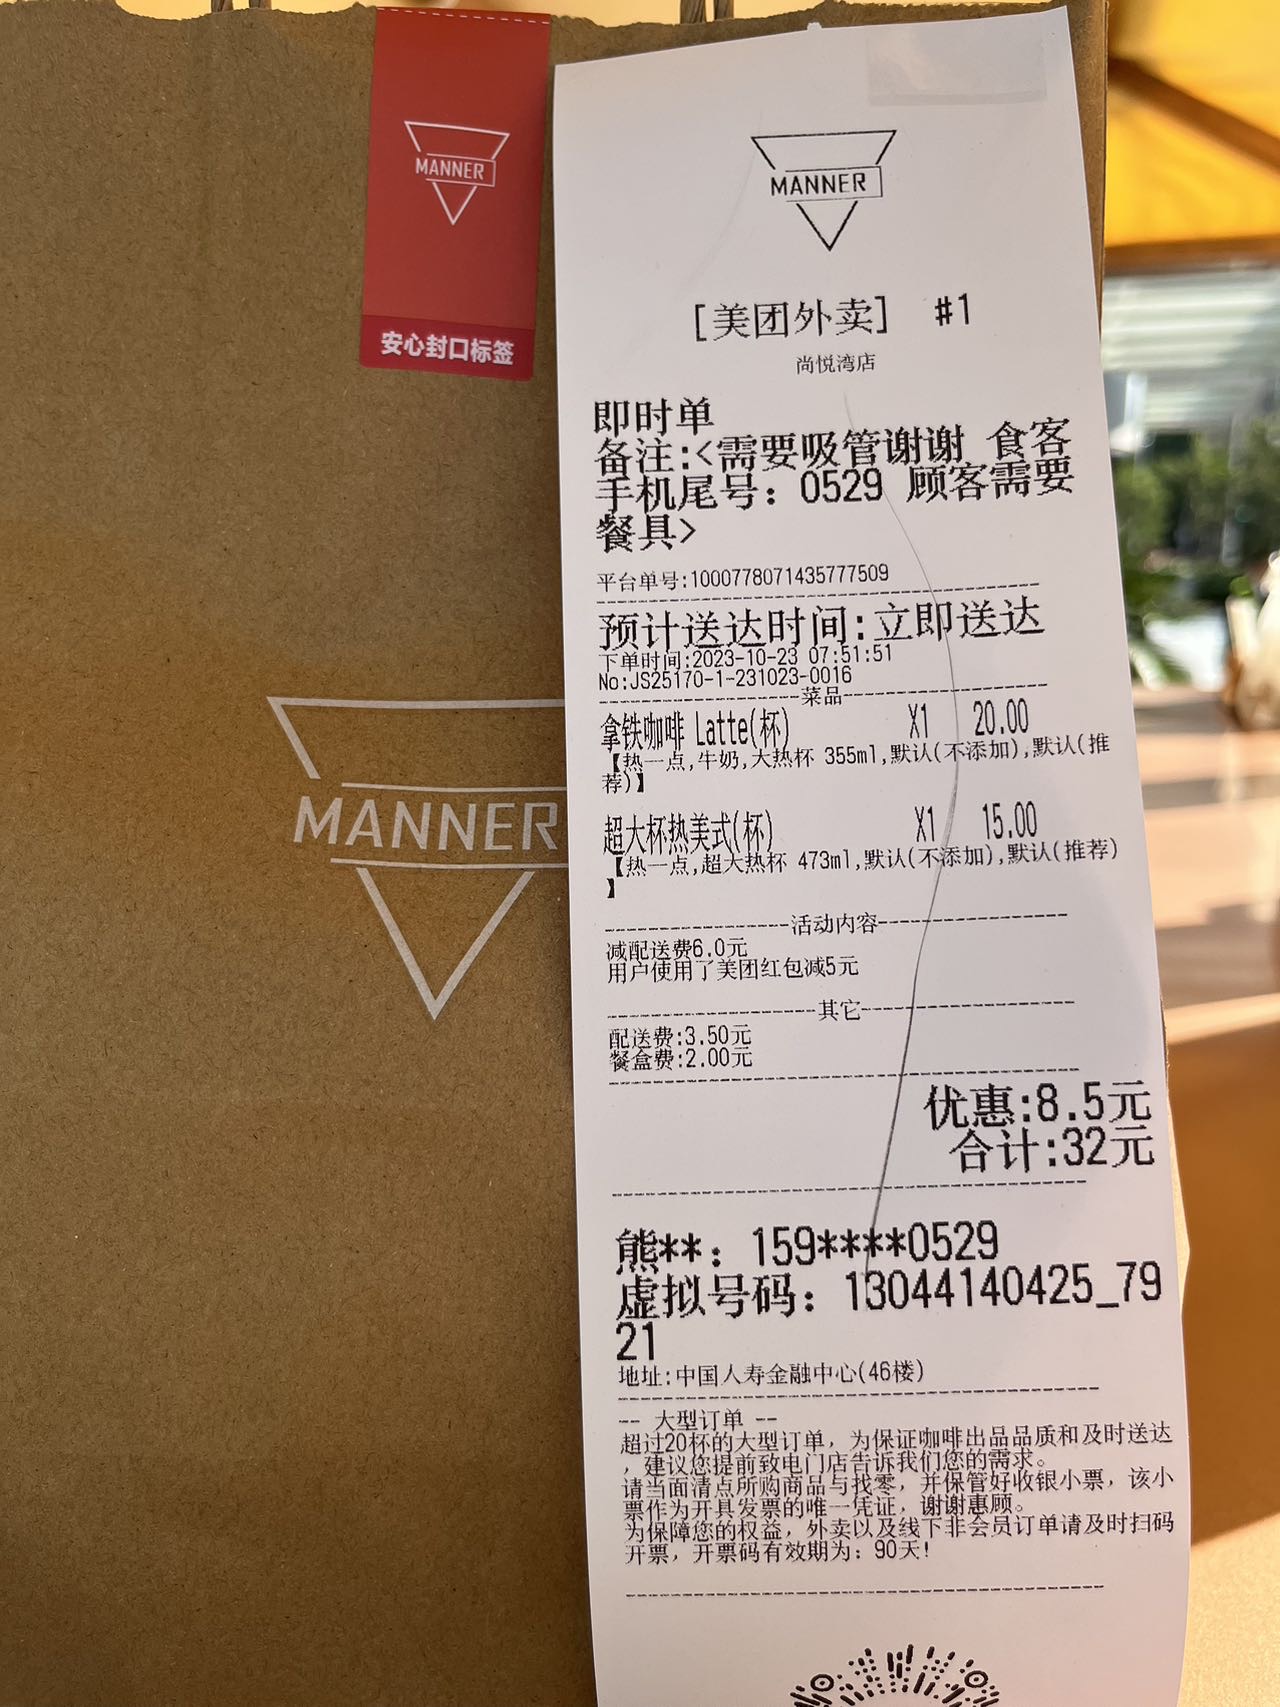 MANNER
安心封口标签
MANNER
MANNER
[美团外卖] #1
尚悦湾店
即时单
备注:<需要吸管谢谢 食客
手机尾号：0529 顾客需要
餐具>
平台单号:1000778071435777509
预计送达时间:立即送达
下单时间:2023-10-23 07:51:51
No:JS25170-1-231023-0016
菜品
拿铁咖啡 Latte(杯) X1 20.00
【热一点,牛奶,大热杯 355ml,默认(不添加),默认(推
荐)】
超大杯热美式(杯) X1 15.00
【热一点,超大热杯 473ml,默认(不添加),默认(推荐)
】
活动内容
减配送费6.0元
用户使用了美团红包减5元
其它
配送费:3.50元
餐盒费:2.00元
优惠:8.5元
合计:32元
熊**：159****0529
虚拟号码：13044140425_79
21
地址:中国人寿金融中心(46楼)
-- 大型订单 --
超过20杯的大型订单，为保证咖啡出品品质和及时送达
，建议您提前致电门店告诉我们您的需求。
请当面清点所购商品与找零，并保管好收银小票，该小
票作为开具发票的唯一凭证，谢谢惠顾。
为保障您的权益，外卖以及线下非会员订单请及时扫码
开票，开票码有效期为：90天!